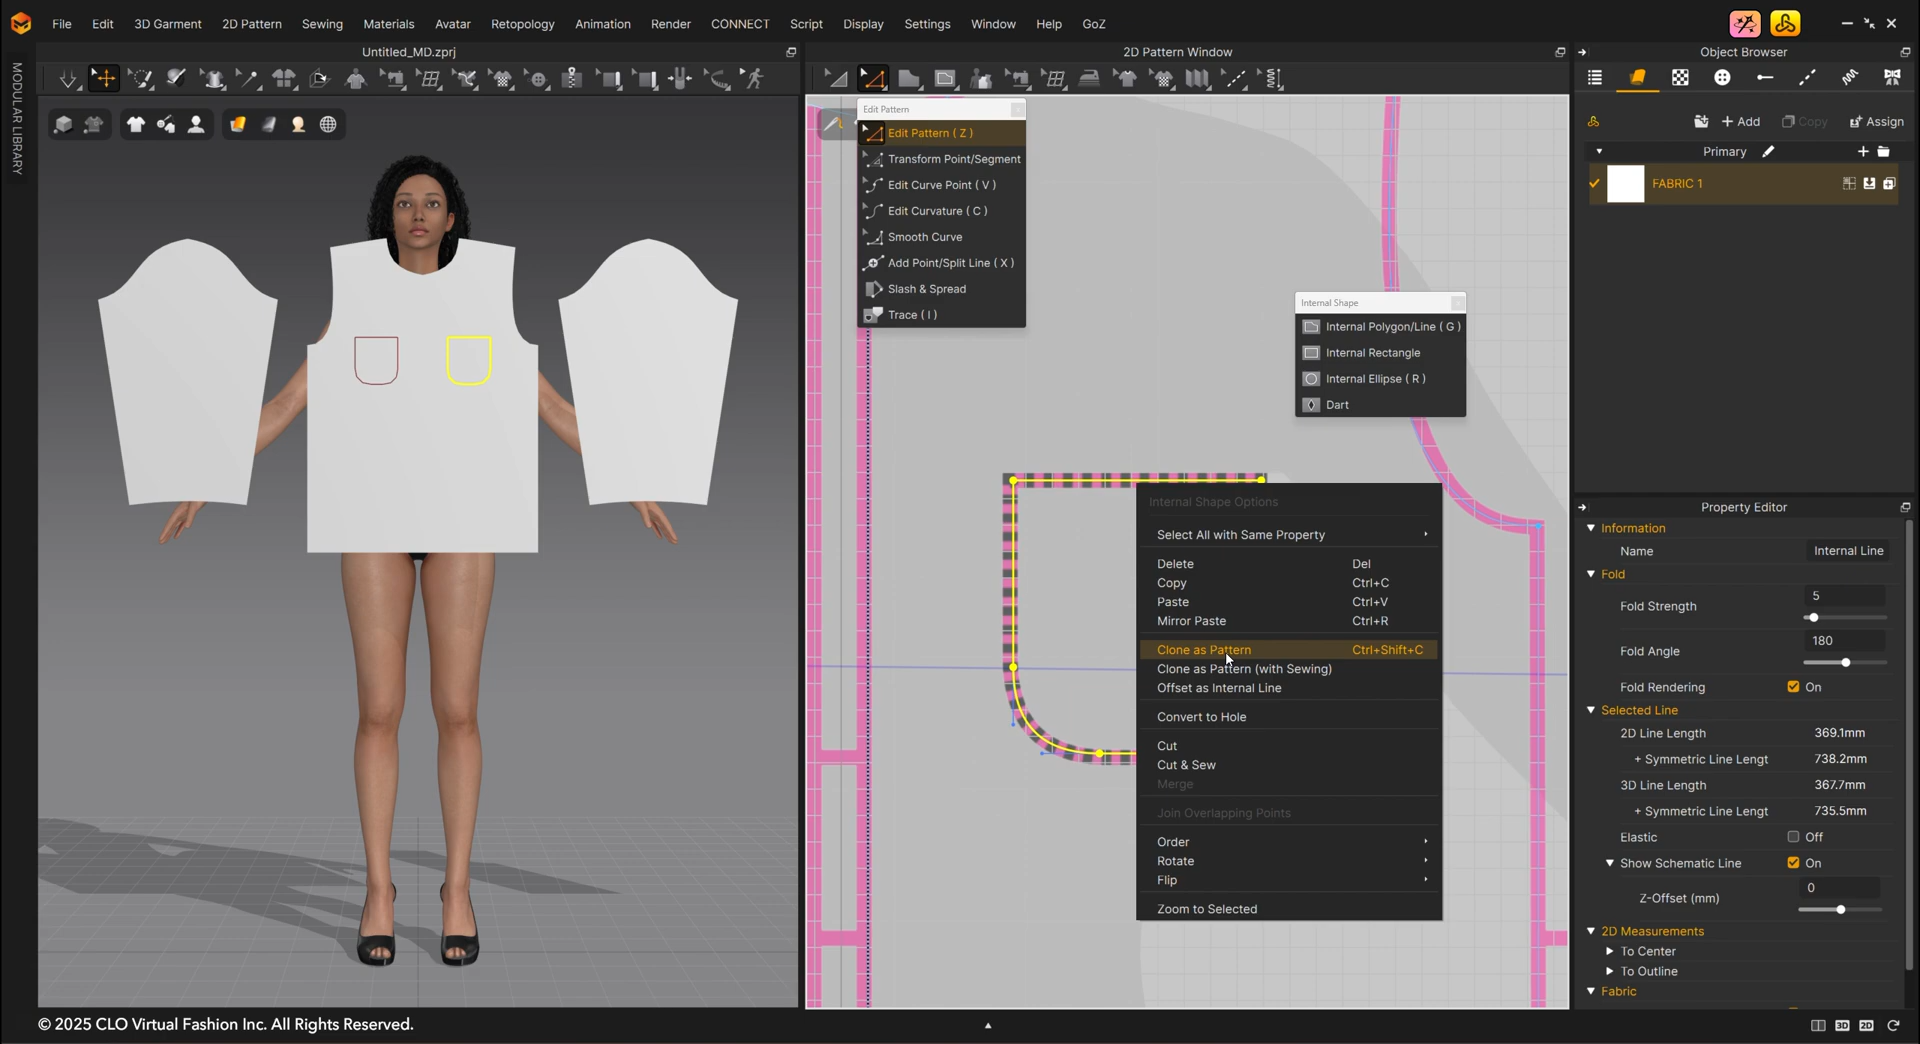 File Edit 3D Garment 2D Pattern Sewing Materials Avatar Retopology Animation Render CONNECT Script Display Settings Window Help GoZ
Untitled_MD.zprj
2D Pattern Window
Object Browser
MODULAR LIBRARY
Edit Pattern
Edit Pattern ( Z )
Transform Point/Segment
Edit Curve Point ( V )
Edit Curvature ( C )
Smooth Curve
Add Point/Split Line ( X )
Slash & Spread
Trace ( I )
Internal Shape
Internal Polygon/Line ( G )
Internal Rectangle
Internal Ellipse ( R )
Dart
Internal Shape Options
Select All with Same Property
Delete Del
Copy Ctrl+C
Paste Ctrl+V
Mirror Paste Ctrl+R
Clone as Pattern Ctrl+Shift+C
Clone as Pattern (with Sewing)
Offset as Internal Line
Convert to Hole
Cut
Cut & Sew
Merge
Join Overlapping Points
Order
Rotate
Flip
Zoom to Selected
+ Add Copy Assign
Primary
FABRIC 1
Property Editor
Information
Name Internal Line
Fold
Fold Strength 5
Fold Angle 180
Fold Rendering On
Selected Line
2D Line Length 369.1mm
+ Symmetric Line Lengt 738.2mm
3D Line Length 367.7mm
+ Symmetric Line Lengt 735.5mm
Elastic Off
Show Schematic Line On
Z-Offset (mm) 0
2D Measurements
To Center
To Outline
Fabric
© 2025 CLO Virtual Fashion Inc. All Rights Reserved.
3D 2D